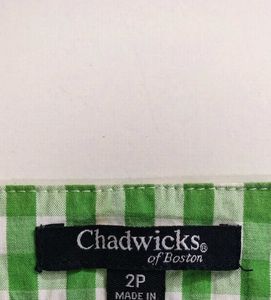 Chadwicks®
of Boston
2P
MADE IN